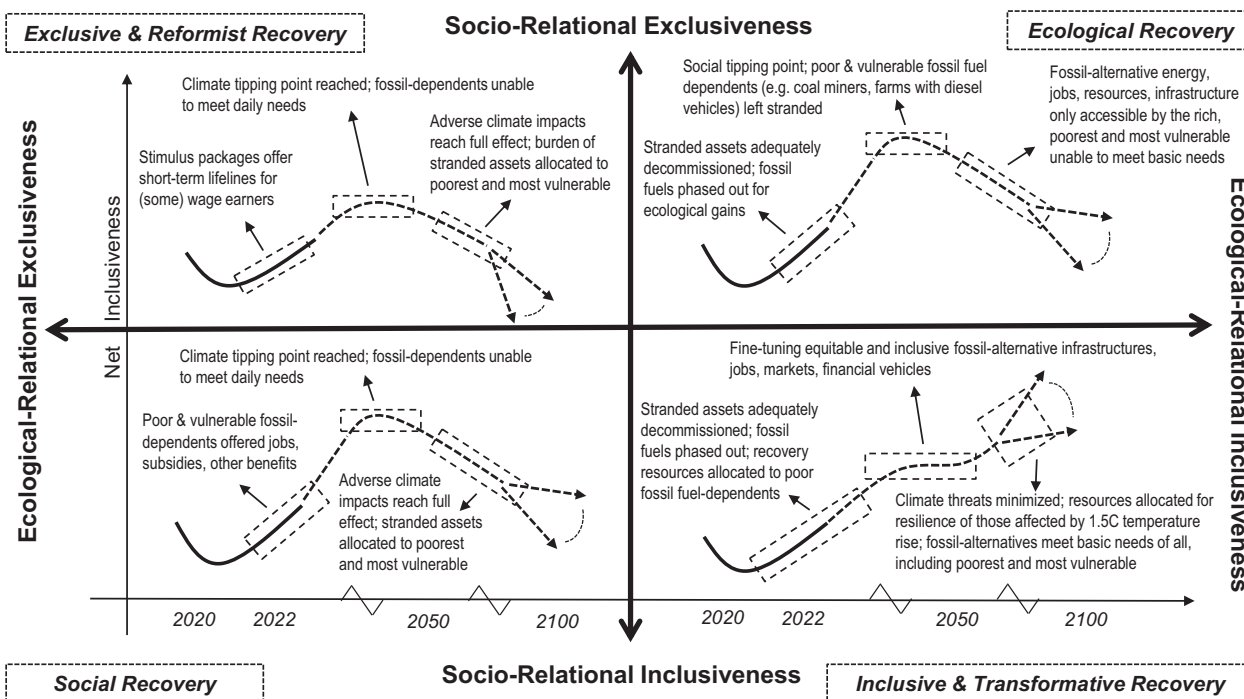 Exclusive & Reformist Recovery
Socio-Relational Exclusiveness
Ecological Recovery
Climate tipping point reached; fossil-dependents unable
to meet daily needs
Stimulus packages offer
short-term lifelines for
(some) wage earners
Adverse climate impacts
reach full effect; burden of
stranded assets allocated to
poorest and most vulnerable
Social tipping point; poor & vulnerable fossil fuel
dependents (e.g. coal miners, farms with diesel
vehicles) left stranded
Stranded assets adequately
decommissioned; fossil
fuels phased out for
ecological gains
Fossil-alternative energy,
jobs, resources, infrastructure
only accessible by the rich,
poorest and most vulnerable
unable to meet basic needs
Ecological-Relational Exclusiveness
Net Inclusiveness
Ecological-Relational Inclusiveness
Climate tipping point reached; fossil-dependents unable
to meet daily needs
Poor & vulnerable fossil-
dependents offered jobs,
subsidies, other benefits
Adverse climate
impacts reach full
effect; stranded assets
allocated to poorest
and most vulnerable
Fine-tuning equitable and inclusive fossil-alternative infrastructures,
jobs, markets, financial vehicles
Stranded assets adequately
decommissioned; fossil
fuels phased out; recovery
resources allocated to poor
fossil fuel-dependents
Climate threats minimized; resources allocated for
resilience of those affected by 1.5C temperature
rise; fossil-alternatives meet basic needs of all,
including poorest and most vulnerable
2020 2022 2050 2100
2020 2022 2050 2100
Social Recovery
Socio-Relational Inclusiveness
Inclusive & Transformative Recovery